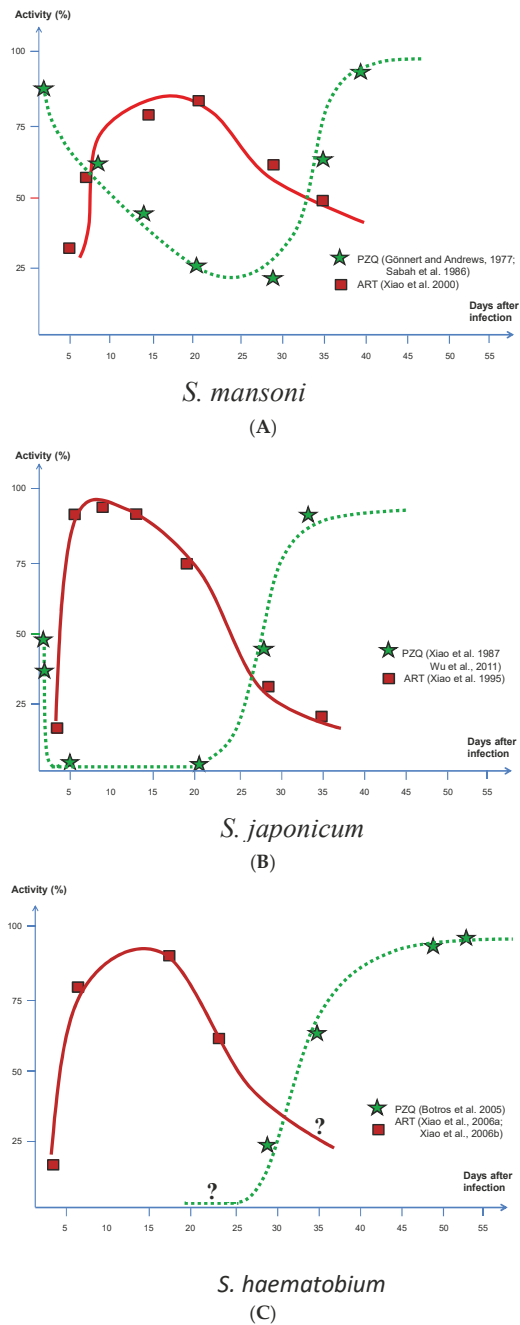 Activity (%)
100
75
50
25
PZQ (Gönnert and Andrews, 1977;
Sabah et al. 1986)
ART (Xiao et al. 2000)
Days after
infection
5 10 15 20 25 30 35 40 45 50 55
S. mansoni
(A)
Activity (%)
100
75
50
25
PZQ (Xiao et al. 1987
Wu et al., 2011)
ART (Xiao et al. 1995)
Days after
infection
5 10 15 20 25 30 35 40 45 50 55
S. japonicum
(B)
Activity (%)
100
75
50
25
PZQ (Botros et al. 2005)
ART (Xiao et al., 2006a;
Xiao et al., 2006b)
?
?
Days after
infection
5 10 15 20 25 30 35 40 45 50 55
S. haematobium
(C)